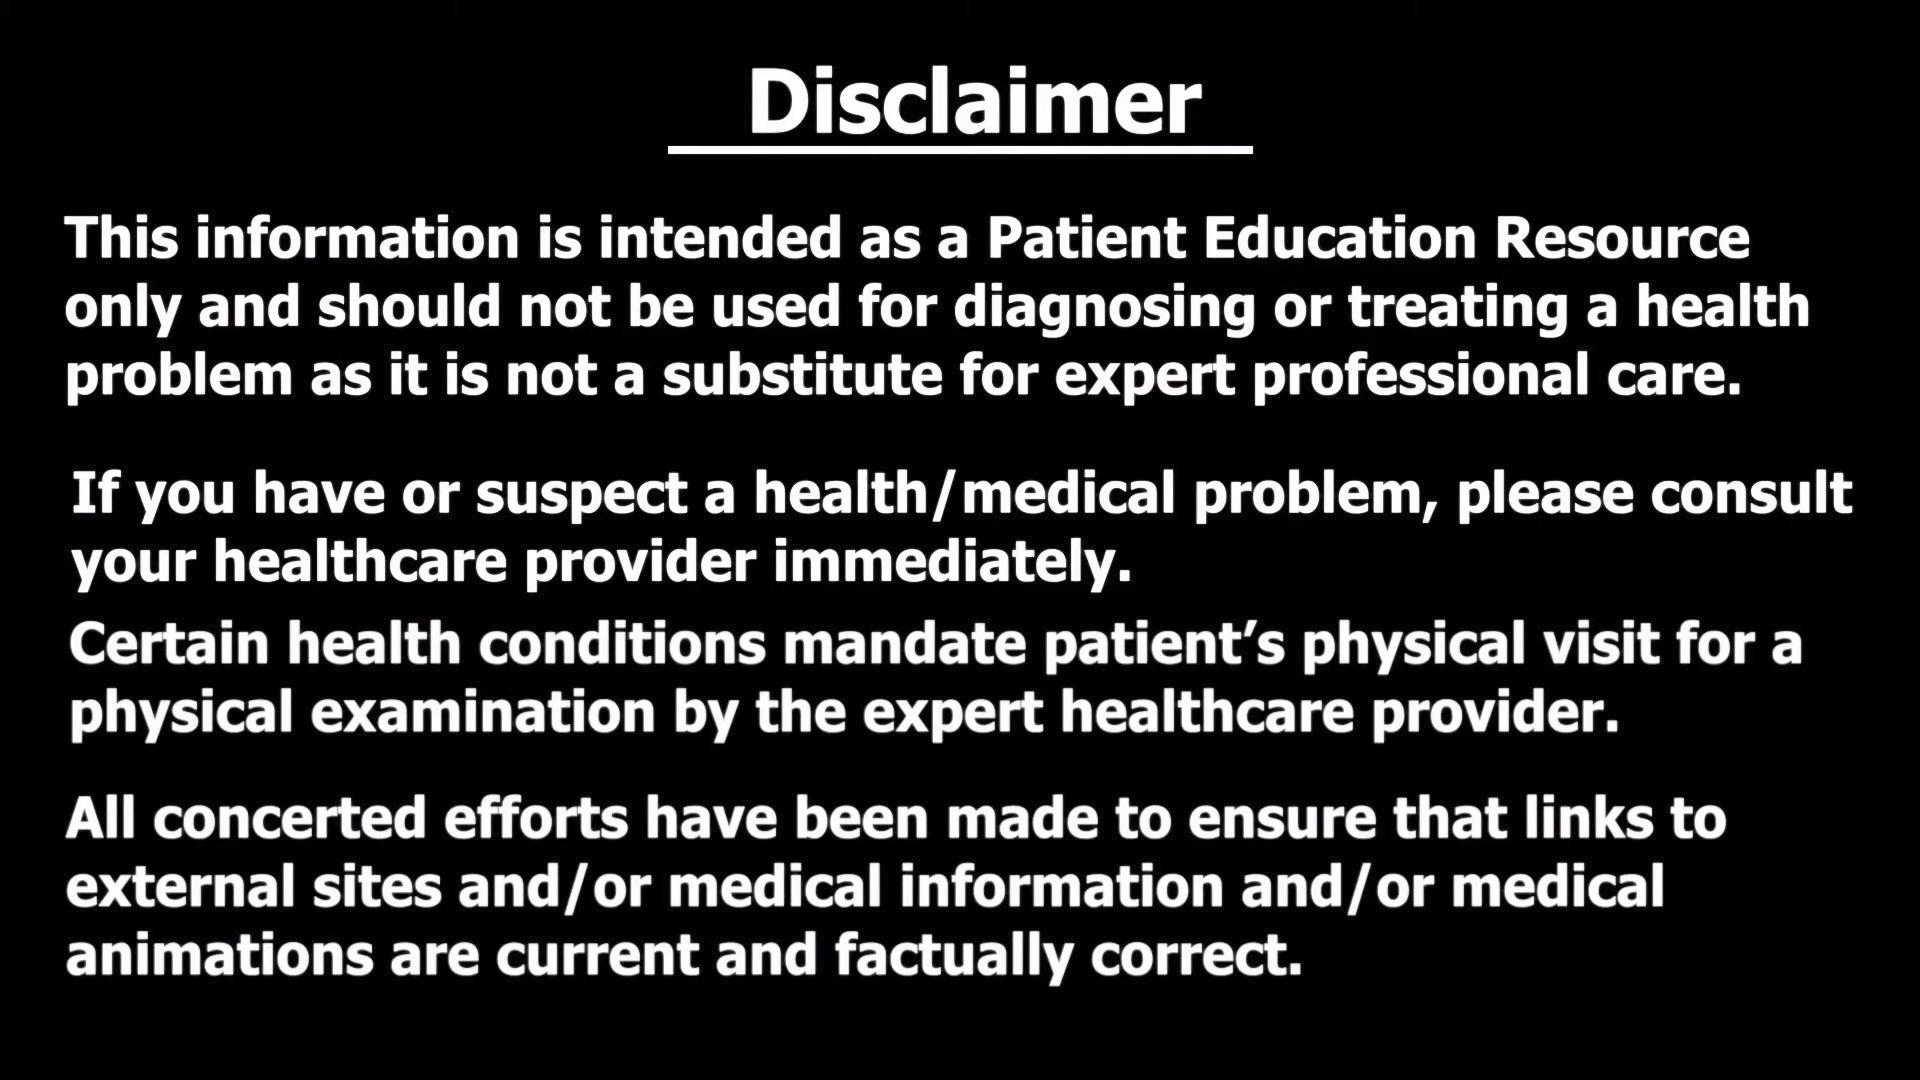 Disclaimer
This information is intended as a Patient Education Resource
only and should not be used for diagnosing or treating a health
problem as it is not a substitute for expert professional care.
If you have or suspect a health/medical problem, please consult
your healthcare provider immediately.
Certain health conditions mandate patient’s physical visit for a
physical examination by the expert healthcare provider.
All concerted efforts have been made to ensure that links to
external sites and/or medical information and/or medical
animations are current and factually correct.